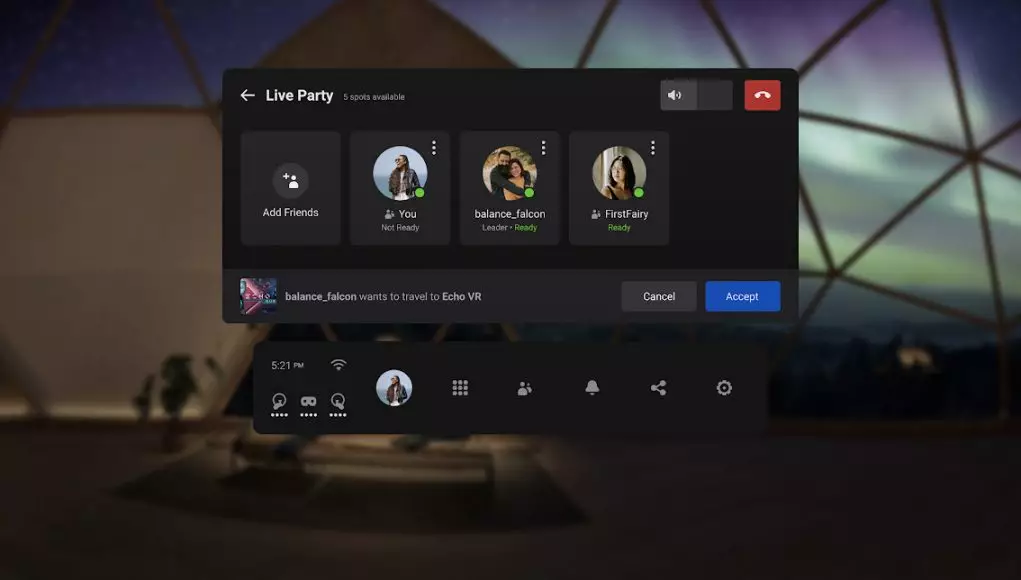 Live Party 5 spots available
Add Friends
You
Not Ready
balance_falcon
Leader • Ready
FirstFairy
Ready
ECHO
balance_falcon wants to travel to Echo VR
Cancel
Accept
5:21 PM